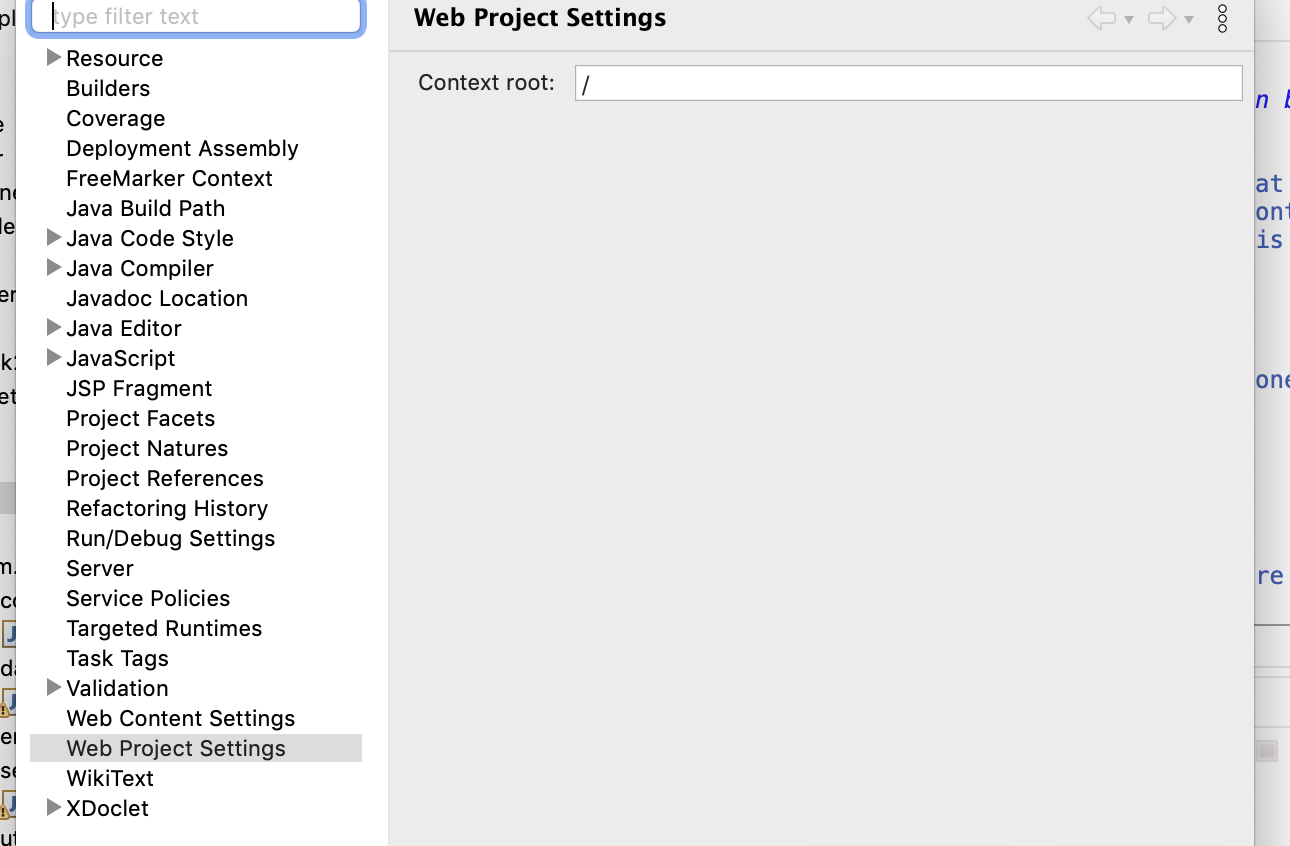 type filter text
Web Project Settings
Resource
Builders
Coverage
Deployment Assembly
FreeMarker Context
Java Build Path
Java Code Style
Java Compiler
Javadoc Location
Java Editor
JavaScript
JSP Fragment
Project Facets
Project Natures
Project References
Refactoring History
Run/Debug Settings
Server
Service Policies
Targeted Runtimes
Task Tags
Validation
Web Content Settings
Web Project Settings
WikiText
XDoclet
Context root: /
at
is
re